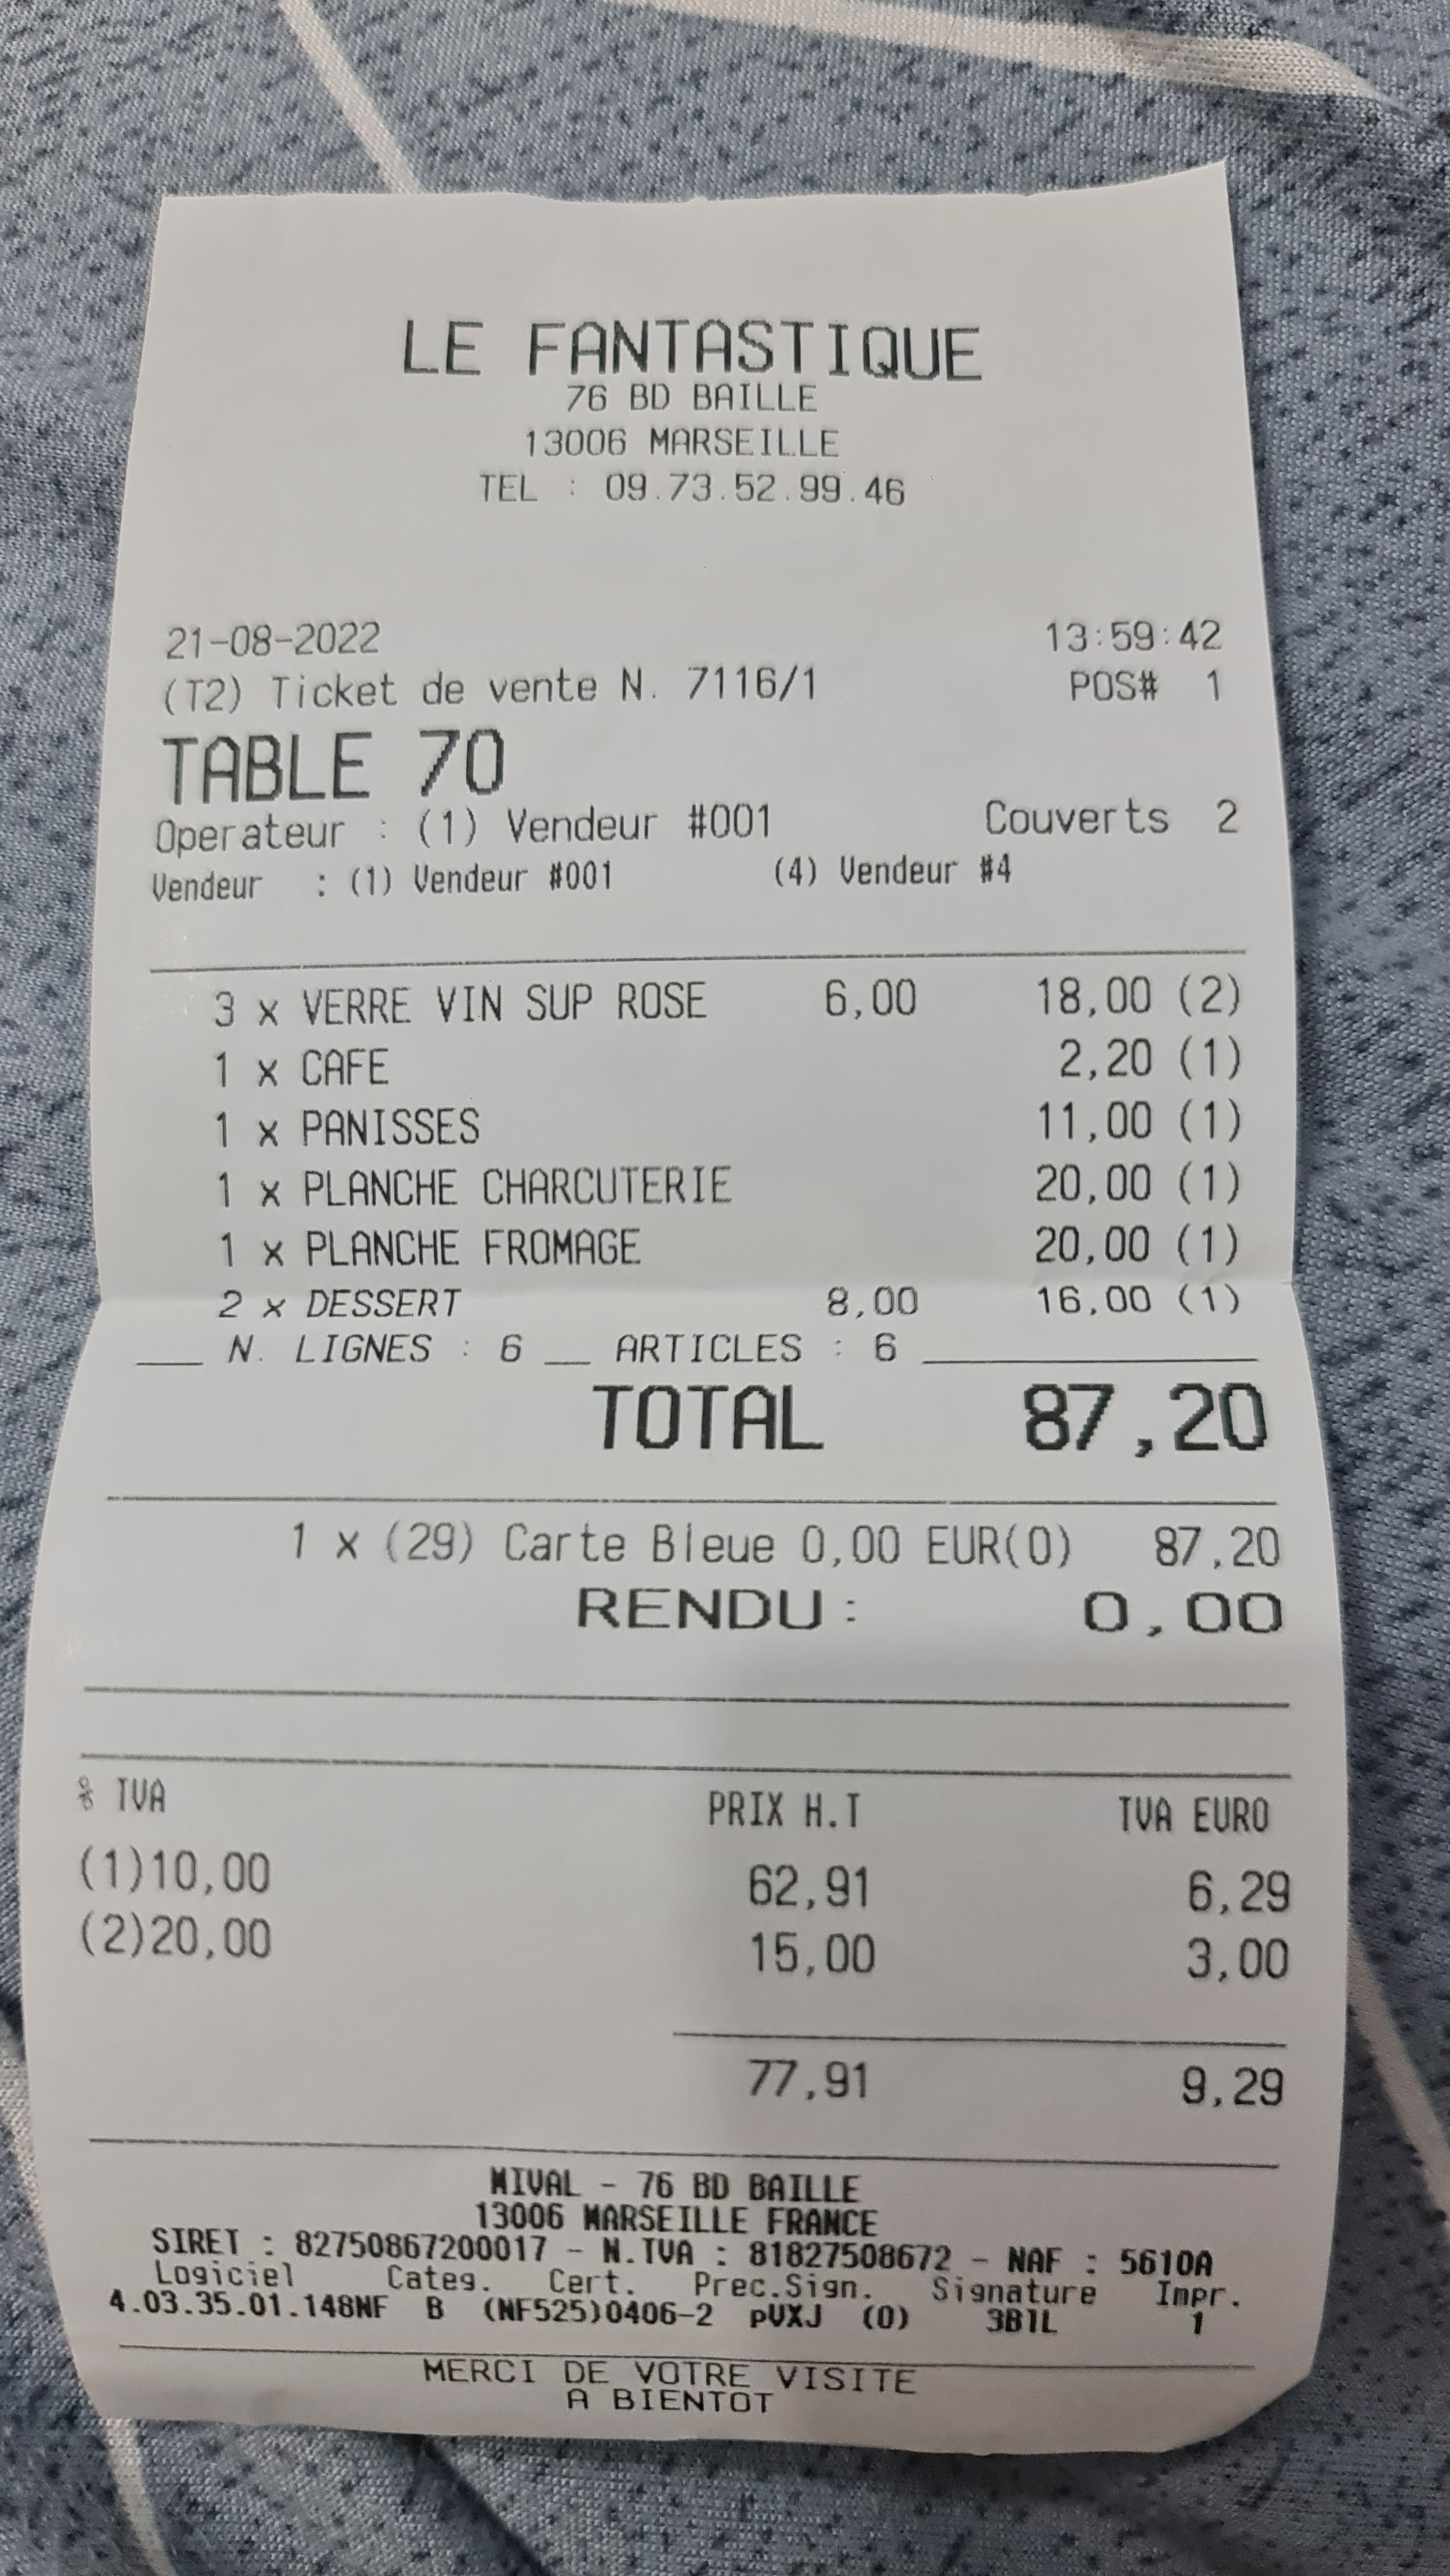 LE FANTASTIQUE
76 BD BAILLE
13006 MARSEILLE
TEL : 09.73.52.99.46
21-08-2022 13:59:42
(T2) Ticket de vente N. 7116/1 POS# 1
TABLE 70
Operateur : (1) Vendeur #001 Couverts 2
Vendeur : (1) Vendeur #001 (4) Vendeur #4
3 x VERRE VIN SUP ROSE 6,00 18,00 (2)
1 x CAFE 2,20 (1)
1 x PANISSES 11,00 (1)
1 x PLANCHE CHARCUTERIE 20,00 (1)
1 x PLANCHE FROMAGE 20,00 (1)
2 x DESSERT 8,00 16,00 (1)
N. LIGNES : 6 __ ARTICLES : 6
TOTAL 87,20
1 x (29) Carte Bleue 0,00 EUR(0) 87,20
RENDU : 0,00
% TVA PRIX H.T TVA EURO
(1)10,00 62,91 6,29
(2)20,00 15,00 3,00
77,91 9,29
MIVAL - 76 BD BAILLE
13006 MARSEILLE FRANCE
SIRET : 82750867200017 - N.TVA : 81827508672 - NAF : 5610A
Logiciel Categ. Cert. Prec.Sign. Signature Impr.
4.03.35.01.148NF B (NF525)0406-2 pVXJ (0) 3B1L 1
MERCI DE VOTRE VISITE
A BIENTOT